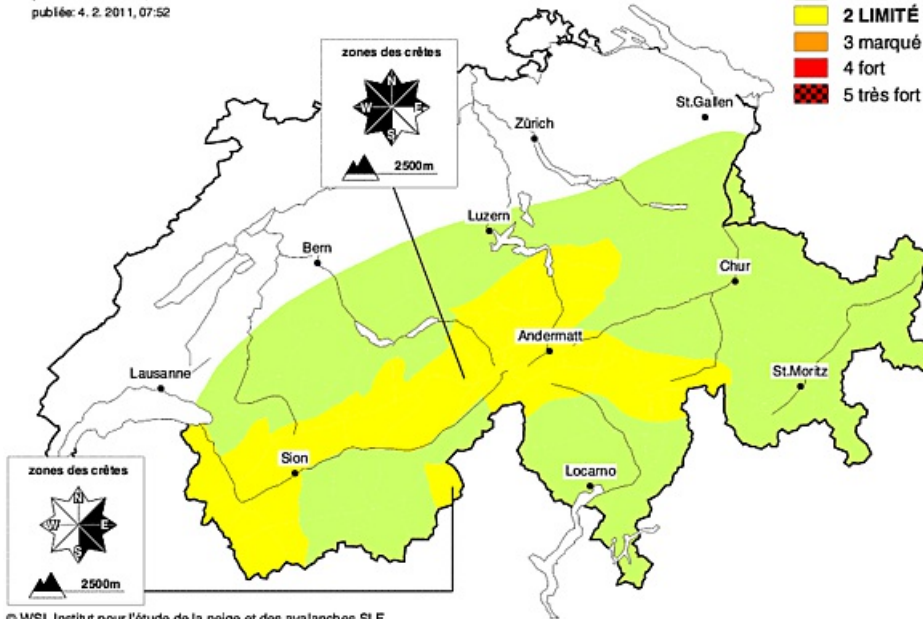 publiée: 4. 2. 2011, 07:52
2 LIMITÉ
3 marqué
4 fort
5 très fort
zones des crêtes
N
W E
S
2500m
St.Gallen
Zürich
Luzern
Bern
Chur
Andermatt
Lausanne
St.Moritz
Sion
Locarno
zones des crêtes
N
W E
S
2500m
© WSL Institut pour l'étude de la neige et des avalanches SLF